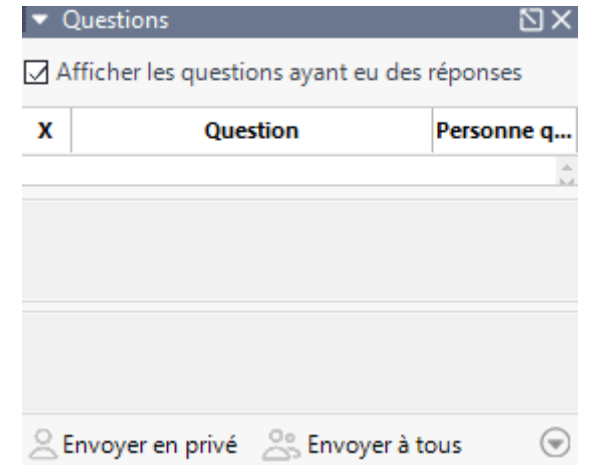 Questions
Afficher les questions ayant eu des réponses
X Question Personne q...
Envoyer en privé Envoyer à tous